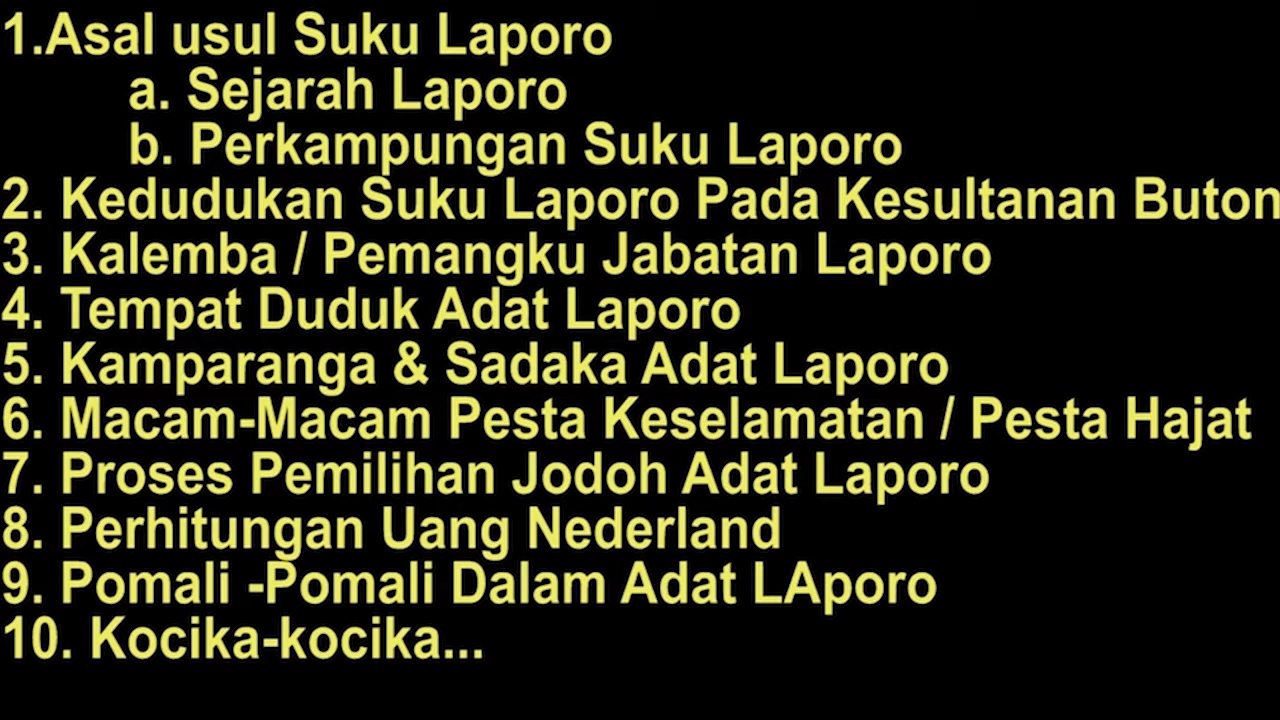 1.Asal usul Suku Laporo
a. Sejarah Laporo
b. Perkampungan Suku Laporo
2. Kedudukan Suku Laporo Pada Kesultanan Buton
3. Kalemba / Pemangku Jabatan Laporo
4. Tempat Duduk Adat Laporo
5. Kamparanga & Sadaka Adat Laporo
6. Macam-Macam Pesta Keselamatan / Pesta Hajat
7. Proses Pemilihan Jodoh Adat Laporo
8. Perhitungan Uang Nederland
9. Pomali -Pomali Dalam Adat LAporo
10. Kocika-kocika...